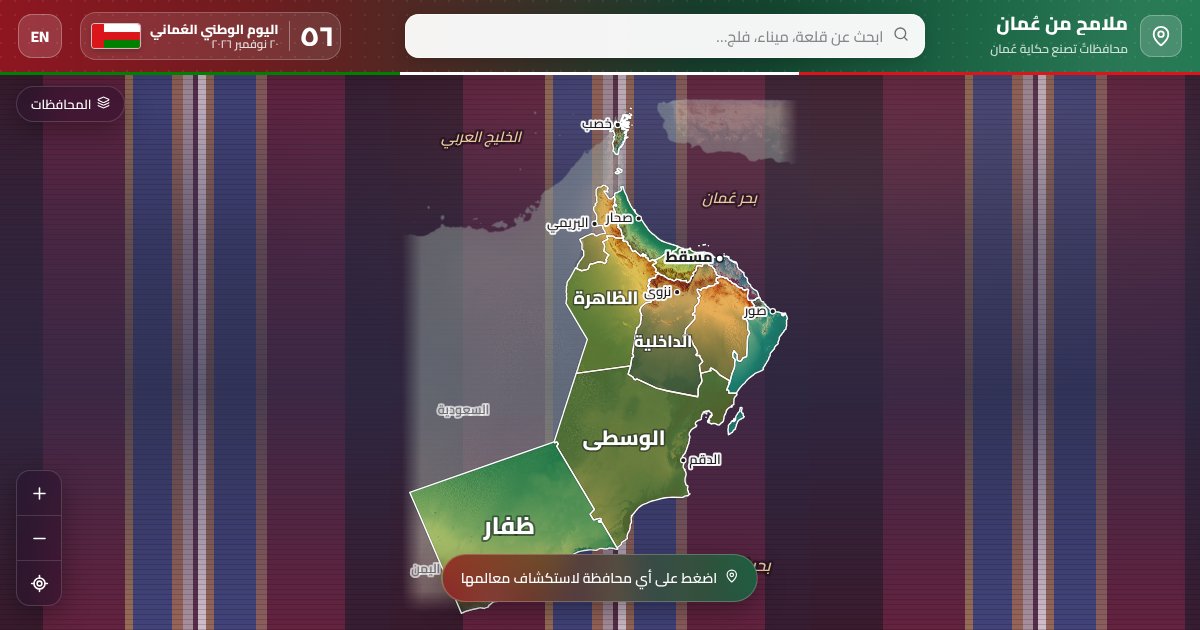 ملامح من عُمان
محافظاتٌ تصنع حكاية عُمان
ابحث عن قلعة، ميناء، فلج...
٥٦
اليوم الوطني العُماني
٢٠ نوفمبر ٢٠٢٦
EN
المحافظات
خصب
الخليج العربي
بحر عُمان
صحار
البريمي
مسقط
نزوى
الظاهرة
صور
الداخلية
السعودية
الوسطى
الدقم
ظفار
اليمن
اضغط على أي محافظة لاستكشاف معالمها
+
−